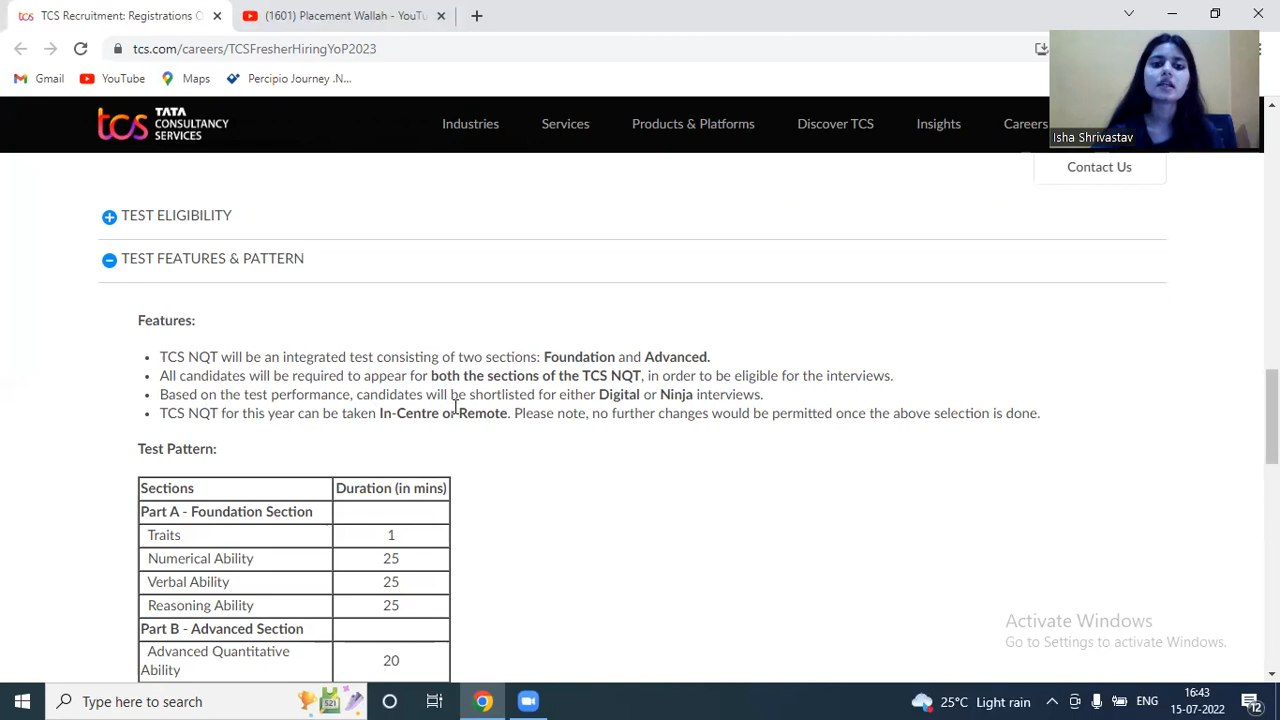 TCS Recruitment: Registrations O
(1601) Placement Wallah - YouTu
tcs.com/careers/TCSFresherHiringYoP2023
Gmail
YouTube
Maps
Percipio Journey .N...
tcs
TATA
CONSULTANCY
SERVICES
Industries
Services
Products & Platforms
Discover TCS
Insights
Careers
Isha Shrivastav
Contact Us
TEST ELIGIBILITY
TEST FEATURES & PATTERN
Features:
• TCS NQT will be an integrated test consisting of two sections: Foundation and Advanced.
• All candidates will be required to appear for both the sections of the TCS NQT, in order to be eligible for the interviews.
• Based on the test performance, candidates will be shortlisted for either Digital or Ninja interviews.
• TCS NQT for this year can be taken In-Centre or Remote. Please note, no further changes would be permitted once the above selection is done.
Test Pattern:
Sections Duration (in mins)
Part A - Foundation Section
Traits 1
Numerical Ability 25
Verbal Ability 25
Reasoning Ability 25
Part B - Advanced Section
Advanced Quantitative
Ability 20
Activate Windows
Go to Settings to activate Windows.
Type here to search
521
25°C Light rain
ENG
16:43
15-07-2022
12